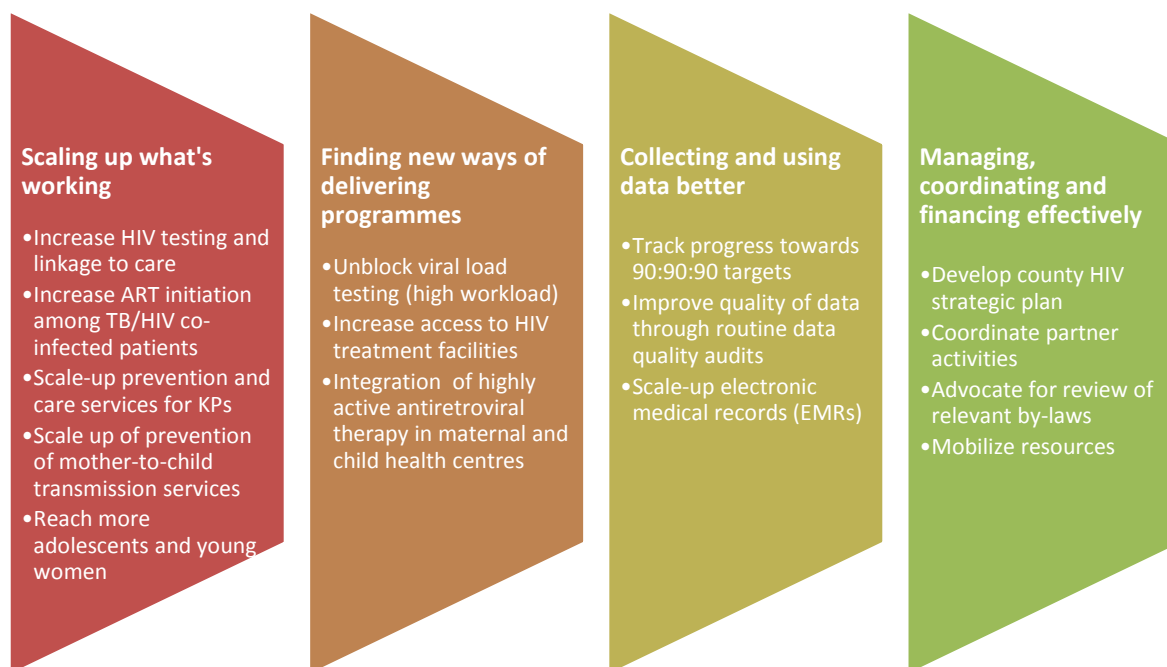 Scaling up what's
working
•Increase HIV testing and
linkage to care
•Increase ART initiation
among TB/HIV co-
infected patients
•Scale-up prevention and
care services for KPs
•Scale up of prevention
of mother-to-child
transmission services
•Reach more
adolescents and young
women
Finding new ways of
delivering
programmes
•Unblock viral load
testing (high workload)
•Increase access to HIV
treatment facilities
•Integration of highly
active antiretroviral
therapy in maternal and
child health centres
Collecting and using
data better
•Track progress towards
90:90:90 targets
•Improve quality of data
through routine data
quality audits
•Scale-up electronic
medical records (EMRs)
Managing,
coordinating and
financing effectively
•Develop county HIV
strategic plan
•Coordinate partner
activities
•Advocate for review of
relevant by-laws
•Mobilize resources